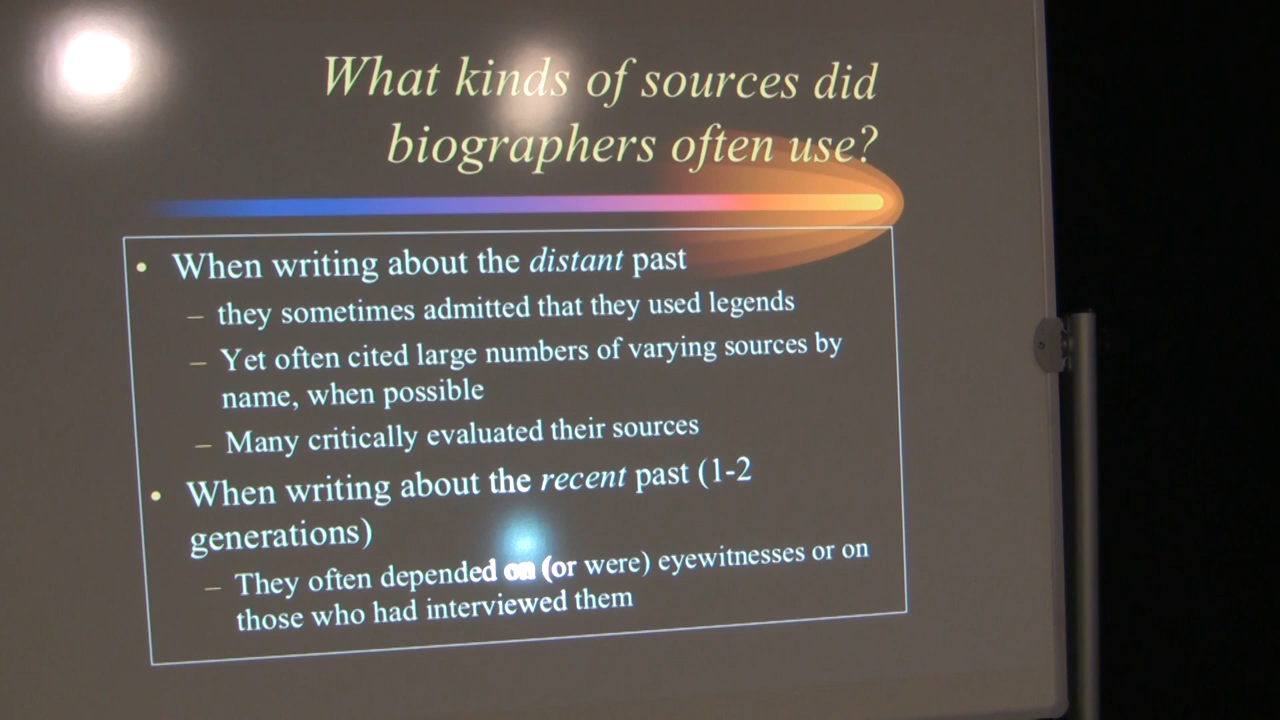 What kinds of sources did
biographers often use?
• When writing about the distant past
– they sometimes admitted that they used legends
– Yet often cited large numbers of varying sources by
name, when possible
– Many critically evaluated their sources
• When writing about the recent past (1-2
generations)
– They often depended on (or were) eyewitnesses or on
those who had interviewed them